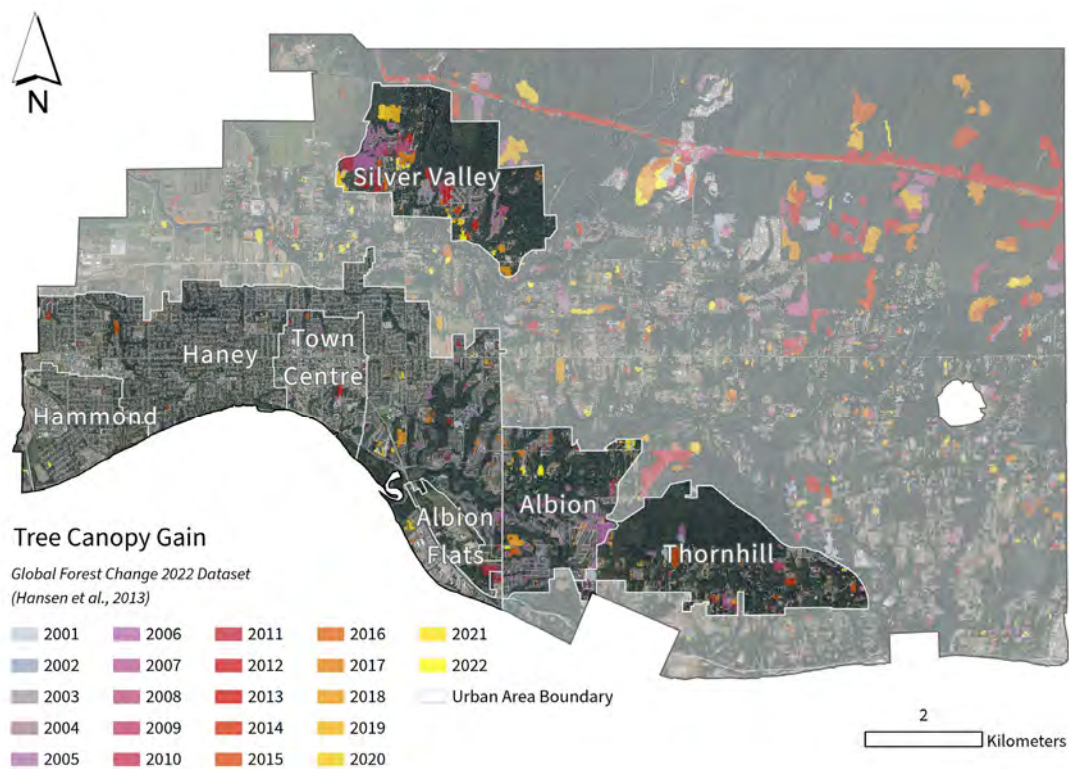 N
Silver Valley
Haney
Town
Centre
Hammond
Albion
Albion
Flats
Thornhill
Tree Canopy Gain
Global Forest Change 2022 Dataset
(Hansen et al., 2013)
2001
2002
2003
2004
2005
2006
2007
2008
2009
2010
2011
2012
2013
2014
2015
2016
2017
2018
2019
2020
2021
2022
Urban Area Boundary
2
Kilometers